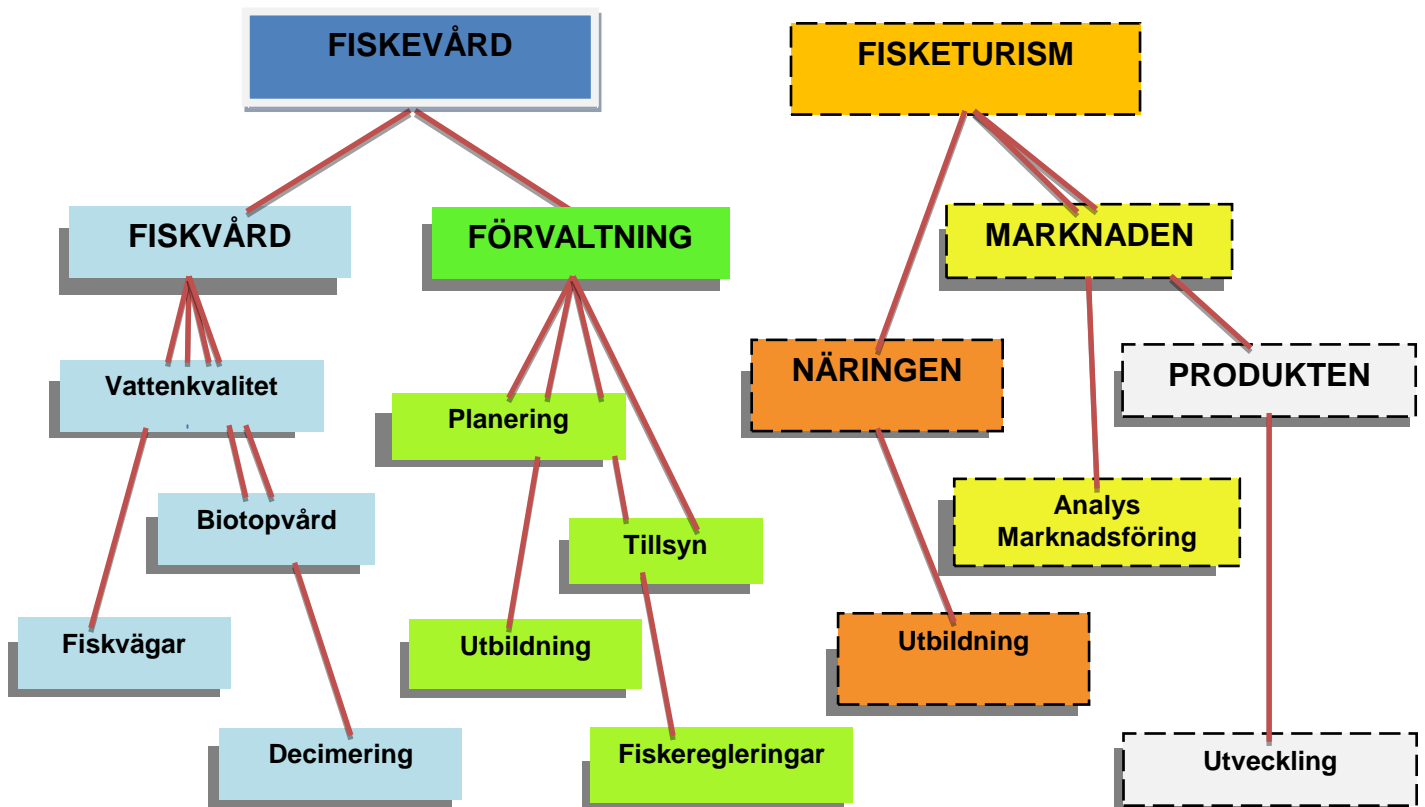 FISKEVÅRD
FISKETURISM
FISKVÅRD
FÖRVALTNING
MARKNADEN
NÄRINGEN
PRODUKTEN
Vattenkvalitet
Planering
Biotopvård
Tillsyn
Analys
Marknadsföring
Fiskvägar
Utbildning
Utbildning
Decimering
Fiskeregleringar
Utveckling